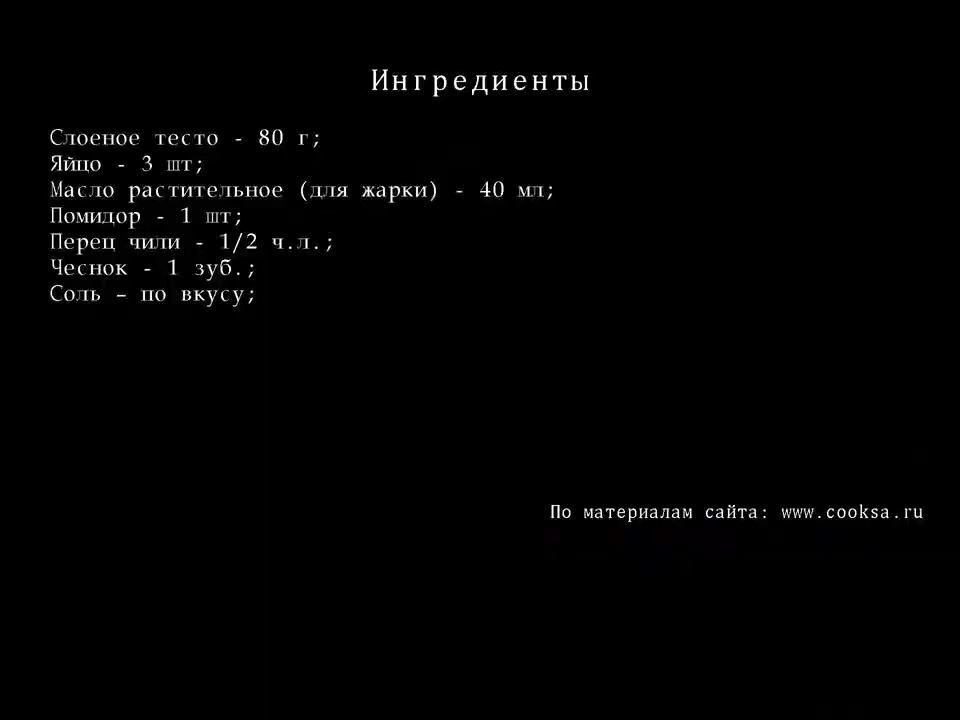 Ингредиенты
Слоеное тесто - 80 г;
Яйцо - 3 шт;
Масло растительное (для жарки) - 40 мл;
Помидор - 1 шт;
Перец чили - 1/2 ч.л.;
Чеснок - 1 зуб.;
Соль – по вкусу;
По материалам сайта: www.cooksa.ru